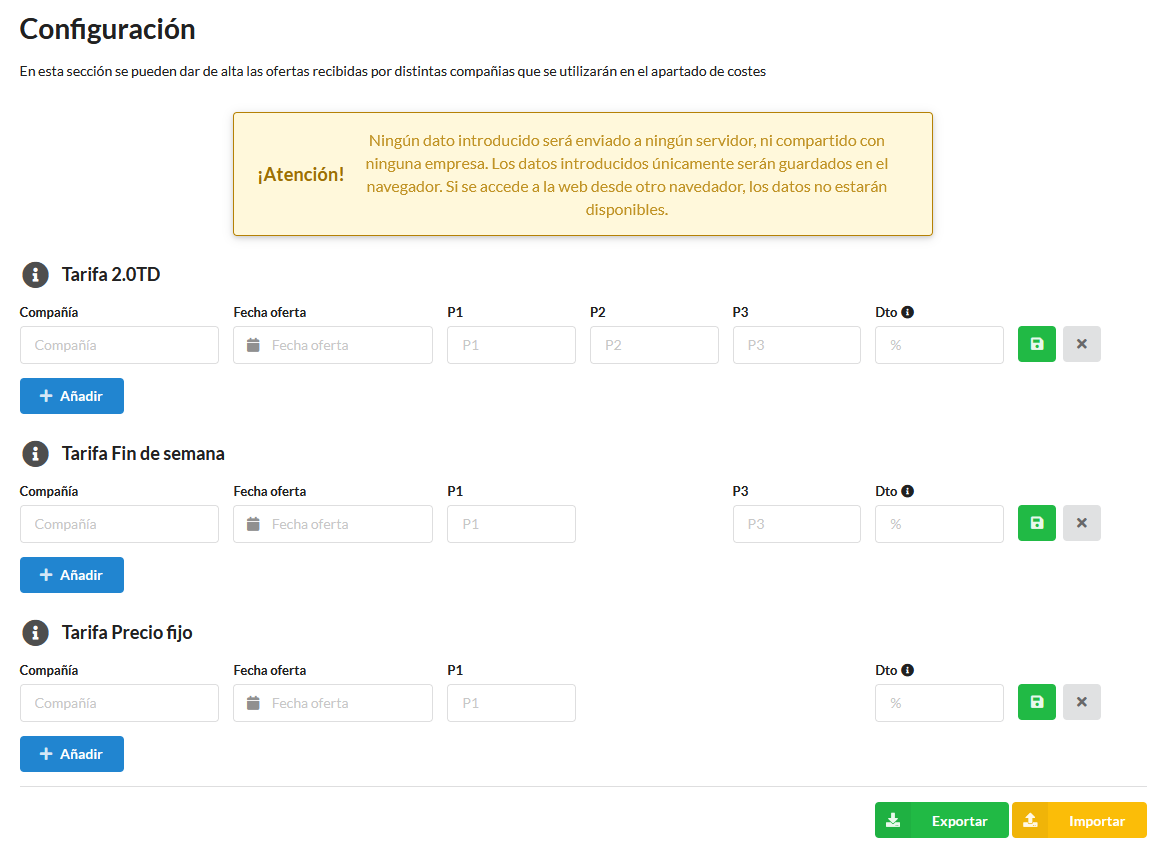 Configuración
En esta sección se pueden dar de alta las ofertas recibidas por distintas compañias que se utilizarán en el apartado de costes
¡Atención!
Ningún dato introducido será enviado a ningún servidor, ni compartido con
ninguna empresa. Los datos introducidos únicamente serán guardados en el
navegador. Si se accede a la web desde otro navedador, los datos no estarán
disponibles.
Tarifa 2.0TD
Compañía Fecha oferta P1 P2 P3 Dto
Compañía Fecha oferta P1 P2 P3 %
Añadir
Tarifa Fin de semana
Compañía Fecha oferta P1 P3 Dto
Compañía Fecha oferta P1 P3 %
Añadir
Tarifa Precio fijo
Compañía Fecha oferta P1 Dto
Compañía Fecha oferta P1 %
Añadir
Exportar Importar